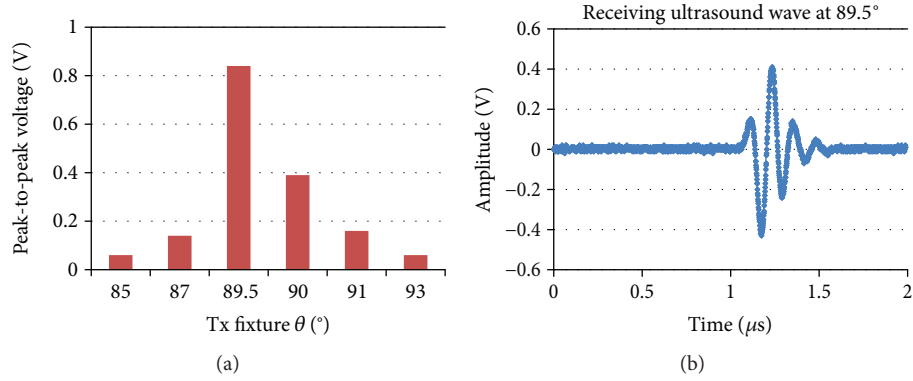 1
0.8
0.6
0.4
0.2
0
Peak-to-peak voltage (V)
85 87 89.5 90 91 93
Tx fixture θ (°)
(a)
Receiving ultrasound wave at 89.5°
0.6
0.4
0.2
0
−0.2
−0.4
−0.6
Amplitude (V)
0 0.5 1 1.5 2
Time (μs)
(b)